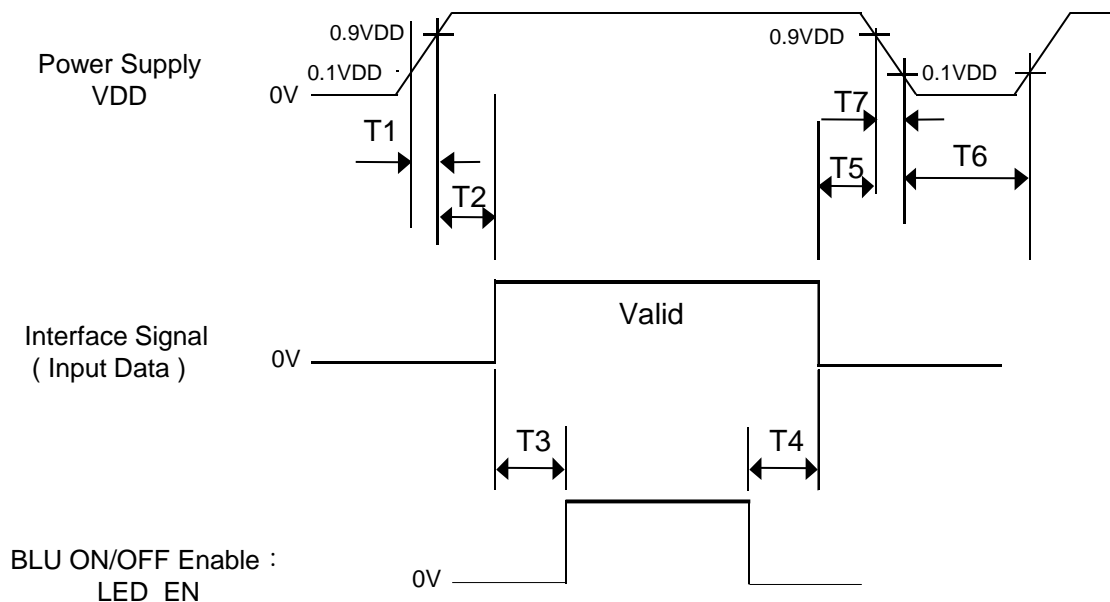 0.9VDD
0.9VDD
Power Supply
VDD
0.1VDD
0.1VDD
0V
T1
T7
T5
T6
T2
Valid
Interface Signal
( Input Data )
0V
T3
T4
BLU ON/OFF Enable :
LED EN
0V